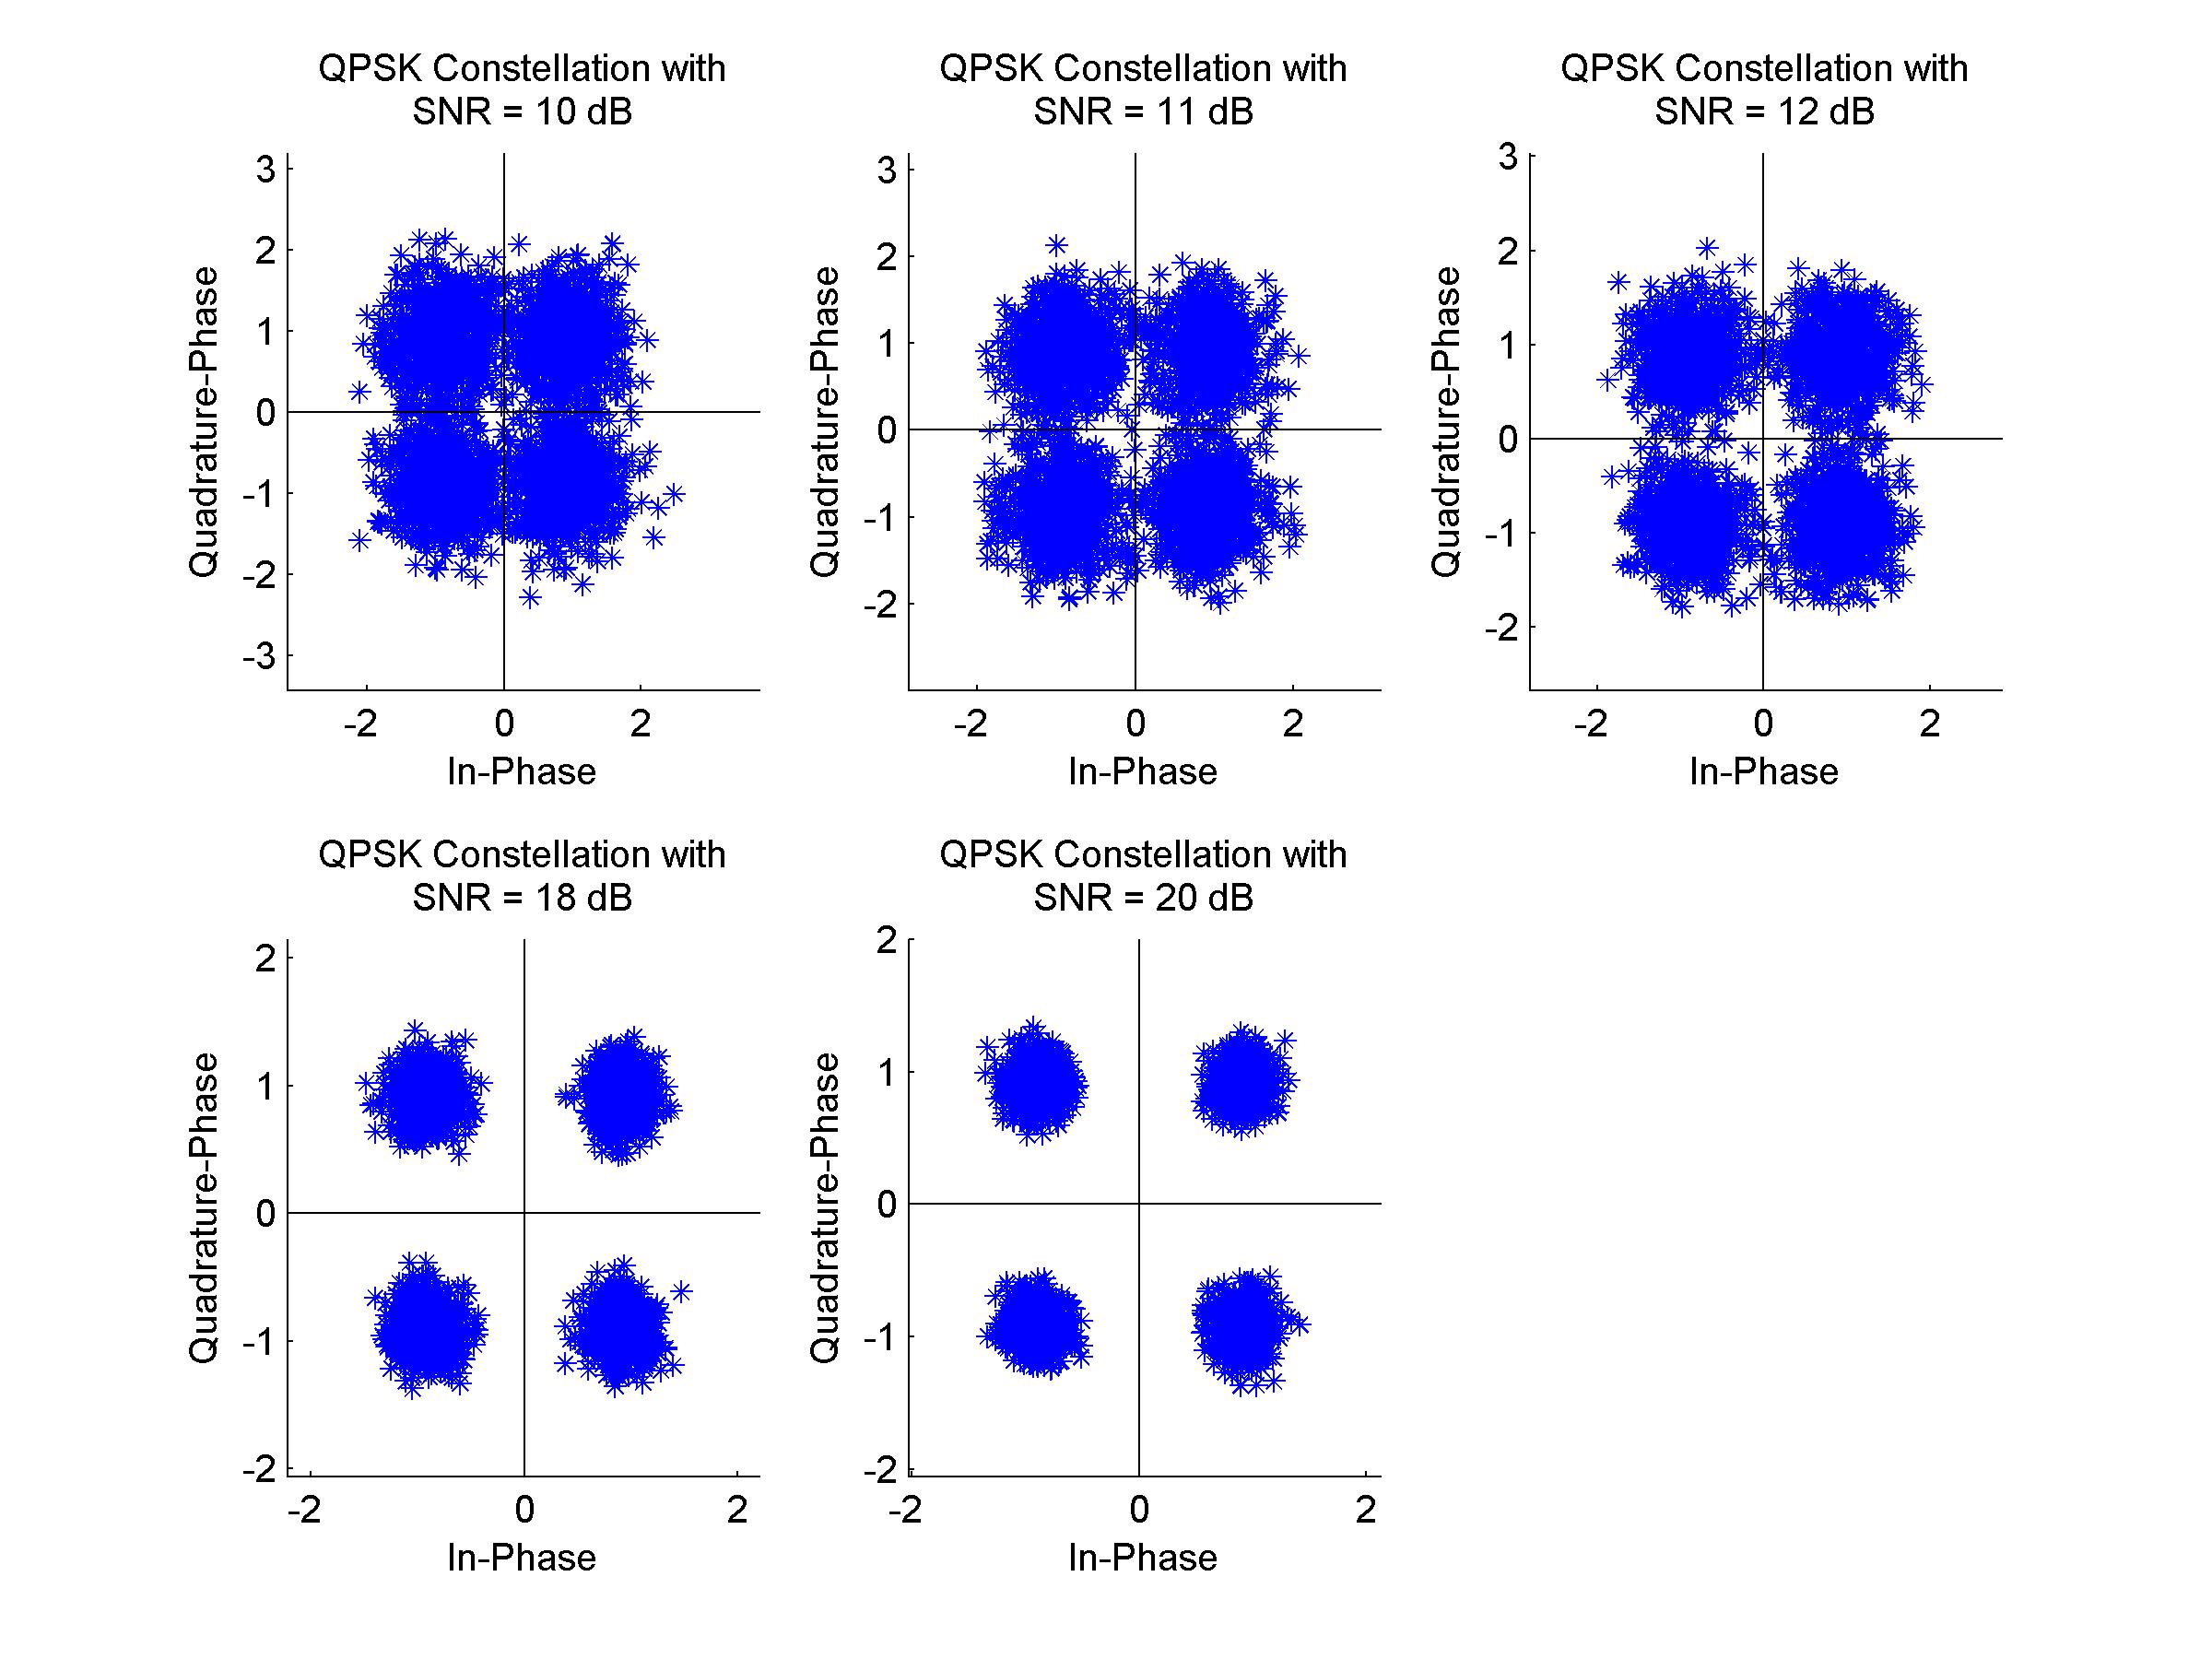 QPSK Constellation with
SNR = 10 dB
3
2
1
0
-1
-2
-3
Quadrature-Phase
-2 0 2
In-Phase
QPSK Constellation with
SNR = 11 dB
3
2
1
0
-1
-2
Quadrature-Phase
-2 0 2
In-Phase
QPSK Constellation with
SNR = 12 dB
3
2
1
0
-1
-2
Quadrature-Phase
-2 0 2
In-Phase
QPSK Constellation with
SNR = 18 dB
2
1
0
-1
-2
Quadrature-Phase
-2 0 2
In-Phase
QPSK Constellation with
SNR = 20 dB
2
1
0
-1
-2
Quadrature-Phase
-2 0 2
In-Phase